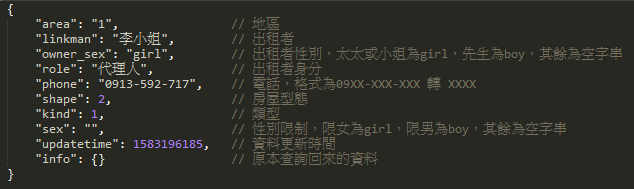 {
"area": "1", // 地區
"linkman": "李小姐", // 出租者
"owner_sex": "girl", // 出租者性別，太太或小姐為girl，先生為boy，其餘為空字串
"role": "代理人", // 出租者身分
"phone": "0913-592-717", // 電話，格式為09XX-XXX-XXX 轉 XXXX
"shape": 2, // 房屋型態
"kind": 1, // 類型
"sex": "", // 性別限制，限女為girl，限男為boy，其餘為空字串
"updatetime": 1583196185, // 資料更新時間
"info": {} // 原本查詢回來的資料
}